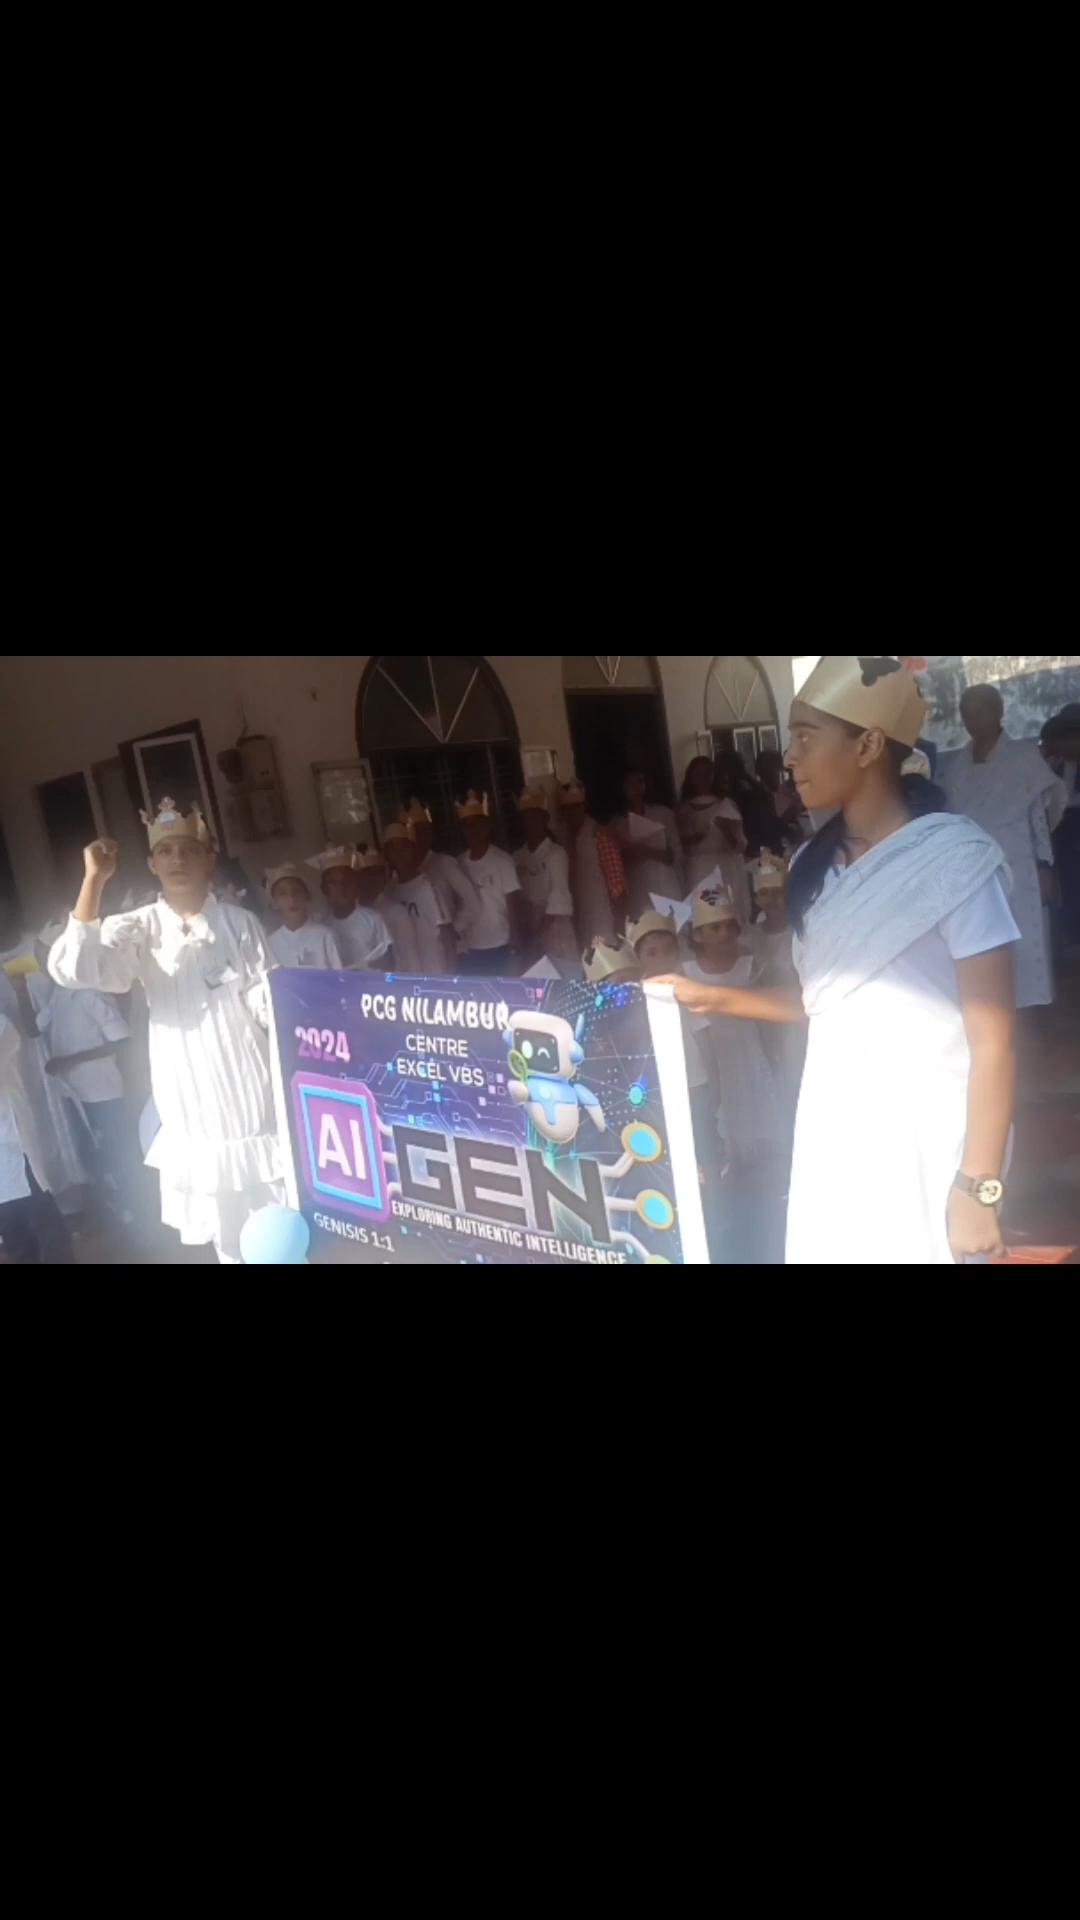 PCG NILAMBUR
2024
CENTRE
EXCEL VBS
AI GEN
EXPLORING AUTHENTIC INTELLIGENCE
GENISIS 1:1